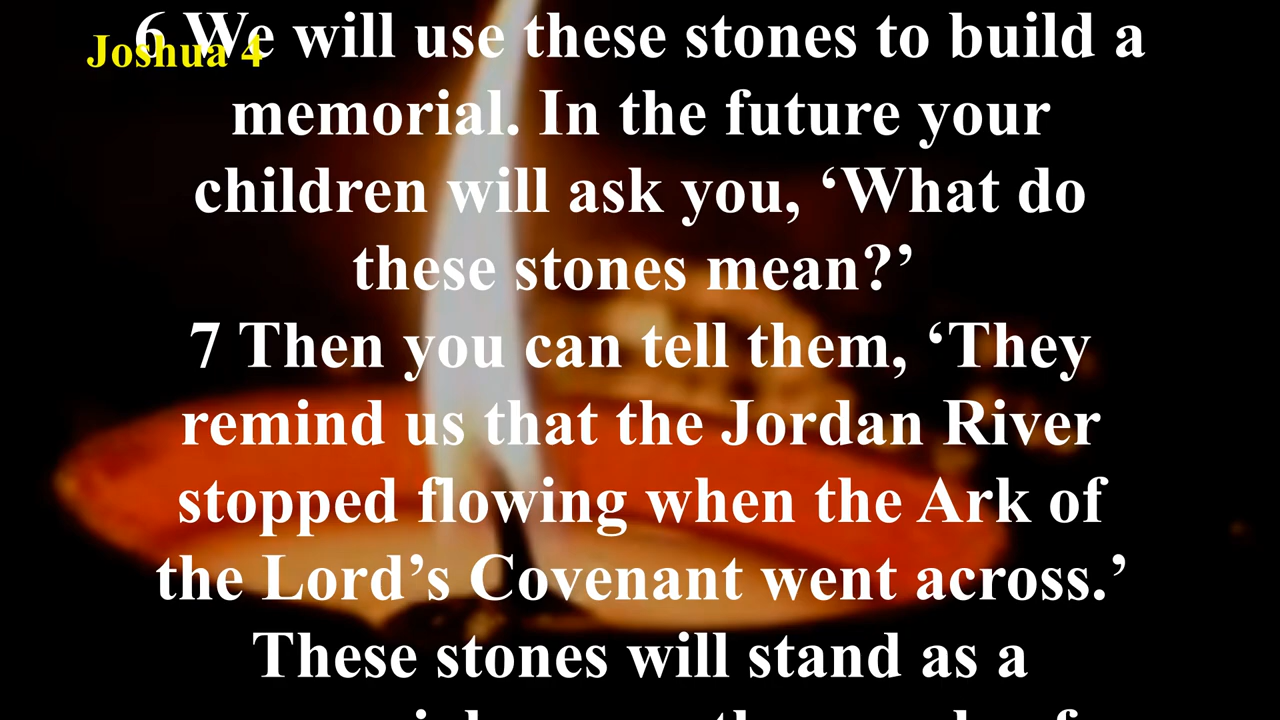 Joshua 4
6 We will use these stones to build a
memorial. In the future your
children will ask you, ‘What do
these stones mean?’
7 Then you can tell them, ‘They
remind us that the Jordan River
stopped flowing when the Ark of
the Lord’s Covenant went across.’
These stones will stand as a